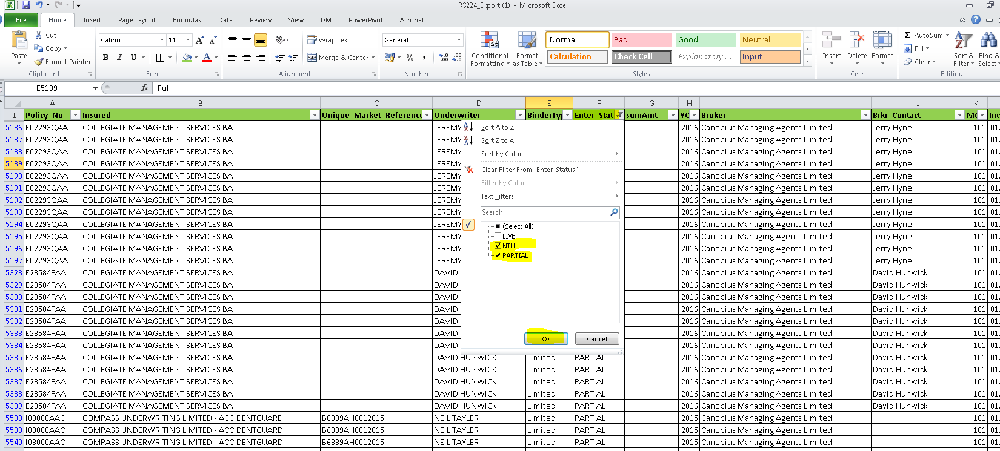 RS224_Export (1) - Microsoft Excel
File Home Insert Page Layout Formulas Data Review View DM PowerPivot Acrobat
Paste
Cut
Copy
Format Painter
Clipboard
Calibri 11
B I U
Font
Wrap Text
Merge & Center
Alignment
General
Number
Conditional Formatting
Format as Table
Normal Bad Good Neutral
Calculation Check Cell Explanatory ... Input
Styles
Insert Delete Format
Cells
AutoSum
Fill
Clear
Sort & Filter
Find & Select
Editing
E5189 fx Full
A B C D E F G H I J K
1 Policy_No Insured Unique_Market_Reference Underwriter BinderTyp Enter_Stat sumAmt YO Broker Brkr_Contact Inc
5186 E02293QAA COLLEGIATE MANAGEMENT SERVICES BA JEREMY 2016 Canopius Managing Agents Limited Jerry Hyne 101 01,
5187 E02293QAA COLLEGIATE MANAGEMENT SERVICES BA JEREMY 2016 Canopius Managing Agents Limited Jerry Hyne 101 01,
5188 E02293QAA COLLEGIATE MANAGEMENT SERVICES BA JEREMY 2016 Canopius Managing Agents Limited Jerry Hyne 101 01,
5189 E02293QAA COLLEGIATE MANAGEMENT SERVICES BA JEREMY 2016 Canopius Managing Agents Limited Jerry Hyne 101 01,
5190 E02293QAA COLLEGIATE MANAGEMENT SERVICES BA JEREMY 2016 Canopius Managing Agents Limited Jerry Hyne 101 01,
5191 E02293QAA COLLEGIATE MANAGEMENT SERVICES BA JEREMY 2016 Canopius Managing Agents Limited Jerry Hyne 101 01,
5192 E02293QAA COLLEGIATE MANAGEMENT SERVICES BA JEREMY 2016 Canopius Managing Agents Limited Jerry Hyne 101 01,
5193 E02293QAA COLLEGIATE MANAGEMENT SERVICES BA JEREMY 2016 Canopius Managing Agents Limited Jerry Hyne 101 01,
5194 E02293QAA COLLEGIATE MANAGEMENT SERVICES BA JEREMY 2016 Canopius Managing Agents Limited Jerry Hyne 101 01,
5195 E02293QAA COLLEGIATE MANAGEMENT SERVICES BA JEREMY 2016 Canopius Managing Agents Limited Jerry Hyne 101 01,
5196 E02293QAA COLLEGIATE MANAGEMENT SERVICES BA JEREMY 2016 Canopius Managing Agents Limited Jerry Hyne 101 01,
5197 E02293QAA COLLEGIATE MANAGEMENT SERVICES BA JEREMY 2016 Canopius Managing Agents Limited Jerry Hyne 101 01,
5328 E23584FAA COLLEGIATE MANAGEMENT SERVICES BA DAVID 2016 Canopius Managing Agents Limited David Hunwick 101 01,
5329 E23584FAA COLLEGIATE MANAGEMENT SERVICES BA DAVID 2016 Canopius Managing Agents Limited David Hunwick 101 01,
5330 E23584FAA COLLEGIATE MANAGEMENT SERVICES BA DAVID 2016 Canopius Managing Agents Limited David Hunwick 101 01,
5331 E23584FAA COLLEGIATE MANAGEMENT SERVICES BA DAVID 2016 Canopius Managing Agents Limited David Hunwick 101 01,
5332 E23584FAA COLLEGIATE MANAGEMENT SERVICES BA DAVID 2016 Canopius Managing Agents Limited David Hunwick 101 01,
5333 E23584FAA COLLEGIATE MANAGEMENT SERVICES BA DAVID 2016 Canopius Managing Agents Limited David Hunwick 101 01,
5334 E23584FAA COLLEGIATE MANAGEMENT SERVICES BA DAVID 2016 Canopius Managing Agents Limited David Hunwick 101 01,
5335 E23584FAA COLLEGIATE MANAGEMENT SERVICES BA DAVID HUNWICK Limited PARTIAL 2016 Canopius Managing Agents Limited David Hunwick 101 01,
5336 E23584FAA COLLEGIATE MANAGEMENT SERVICES BA DAVID HUNWICK Limited PARTIAL 2016 Canopius Managing Agents Limited David Hunwick 101 01,
5337 E23584FAA COLLEGIATE MANAGEMENT SERVICES BA DAVID HUNWICK Limited PARTIAL 2016 Canopius Managing Agents Limited David Hunwick 101 01,
5338 E23584FAA COLLEGIATE MANAGEMENT SERVICES BA DAVID HUNWICK Limited PARTIAL 2016 Canopius Managing Agents Limited David Hunwick 101 01,
5339 E23584FAA COLLEGIATE MANAGEMENT SERVICES BA DAVID HUNWICK Limited PARTIAL 2016 Canopius Managing Agents Limited David Hunwick 101 01,
5538 I08000AAC COMPASS UNDERWRITING LIMITED - ACCIDENTGUARD B6839AH0012015 NEIL TAYLER Limited PARTIAL 2015 Canopius Managing Agents Limited 101 01,
5539 I08000AAC COMPASS UNDERWRITING LIMITED - ACCIDENTGUARD B6839AH0012015 NEIL TAYLER Limited PARTIAL 2015 Canopius Managing Agents Limited 101 01,
5540 I08000AAC COMPASS UNDERWRITING LIMITED - ACCIDENTGUARD B6839AH0012015 NEIL TAYLER Limited PARTIAL 2015 Canopius Managing Agents Limited 101 01,
Sort A to Z
Sort Z to A
Sort by Color
Clear Filter From "Enter_Status"
Filter by Color
Text Filters
Search
(Select All)
LIVE
NTU
PARTIAL
OK Cancel